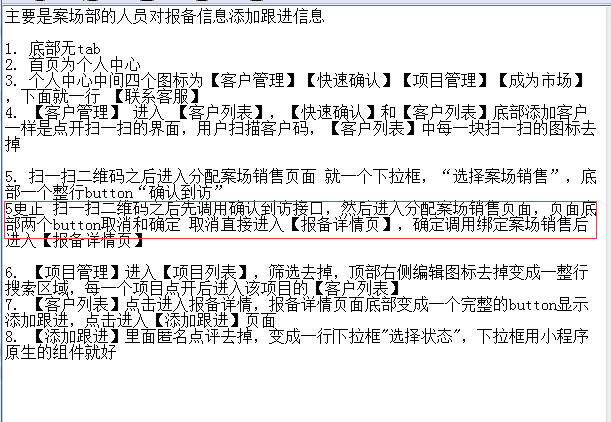 主要是案场部的人员对报备信息添加跟进信息
1. 底部无tab
2. 首页为个人中心
3. 个人中心中间四个图标为【客户管理】【快速确认】【项目管理】【成为市场】
，下面就一行 【联系客服】
4. 【客户管理】 进入 【客户列表】，【快速确认】和【客户列表】底部添加客户
一样是点开扫一扫的界面，用户扫描客户码，【客户列表】中每一块扫一扫的图标去
掉
5. 扫一扫二维码之后进入分配案场销售页面 就一个下拉框，“选择案场销售”，底
部一个整行button“确认到访”
5更正 扫一扫二维码之后先调用确认到访接口，然后进入分配案场销售页面，页面底
部两个button取消和确定 取消直接进入【报备详情页】，确定调用绑定案场销售后
进入【报备详情页】
6. 【项目管理】进入【项目列表】，筛选去掉，顶部右侧编辑图标去掉变成一整行
搜索区域，每一个项目点开后进入该项目的【客户列表】
7. 【客户列表】点击进入报备详情，报备详情页面底部变成一个完整的button显示
添加跟进，点击进入【添加跟进】页面
8. 【添加跟进】里面匿名点评去掉，变成一行下拉框"选择状态"，下拉框用小程序
原生的组件就好